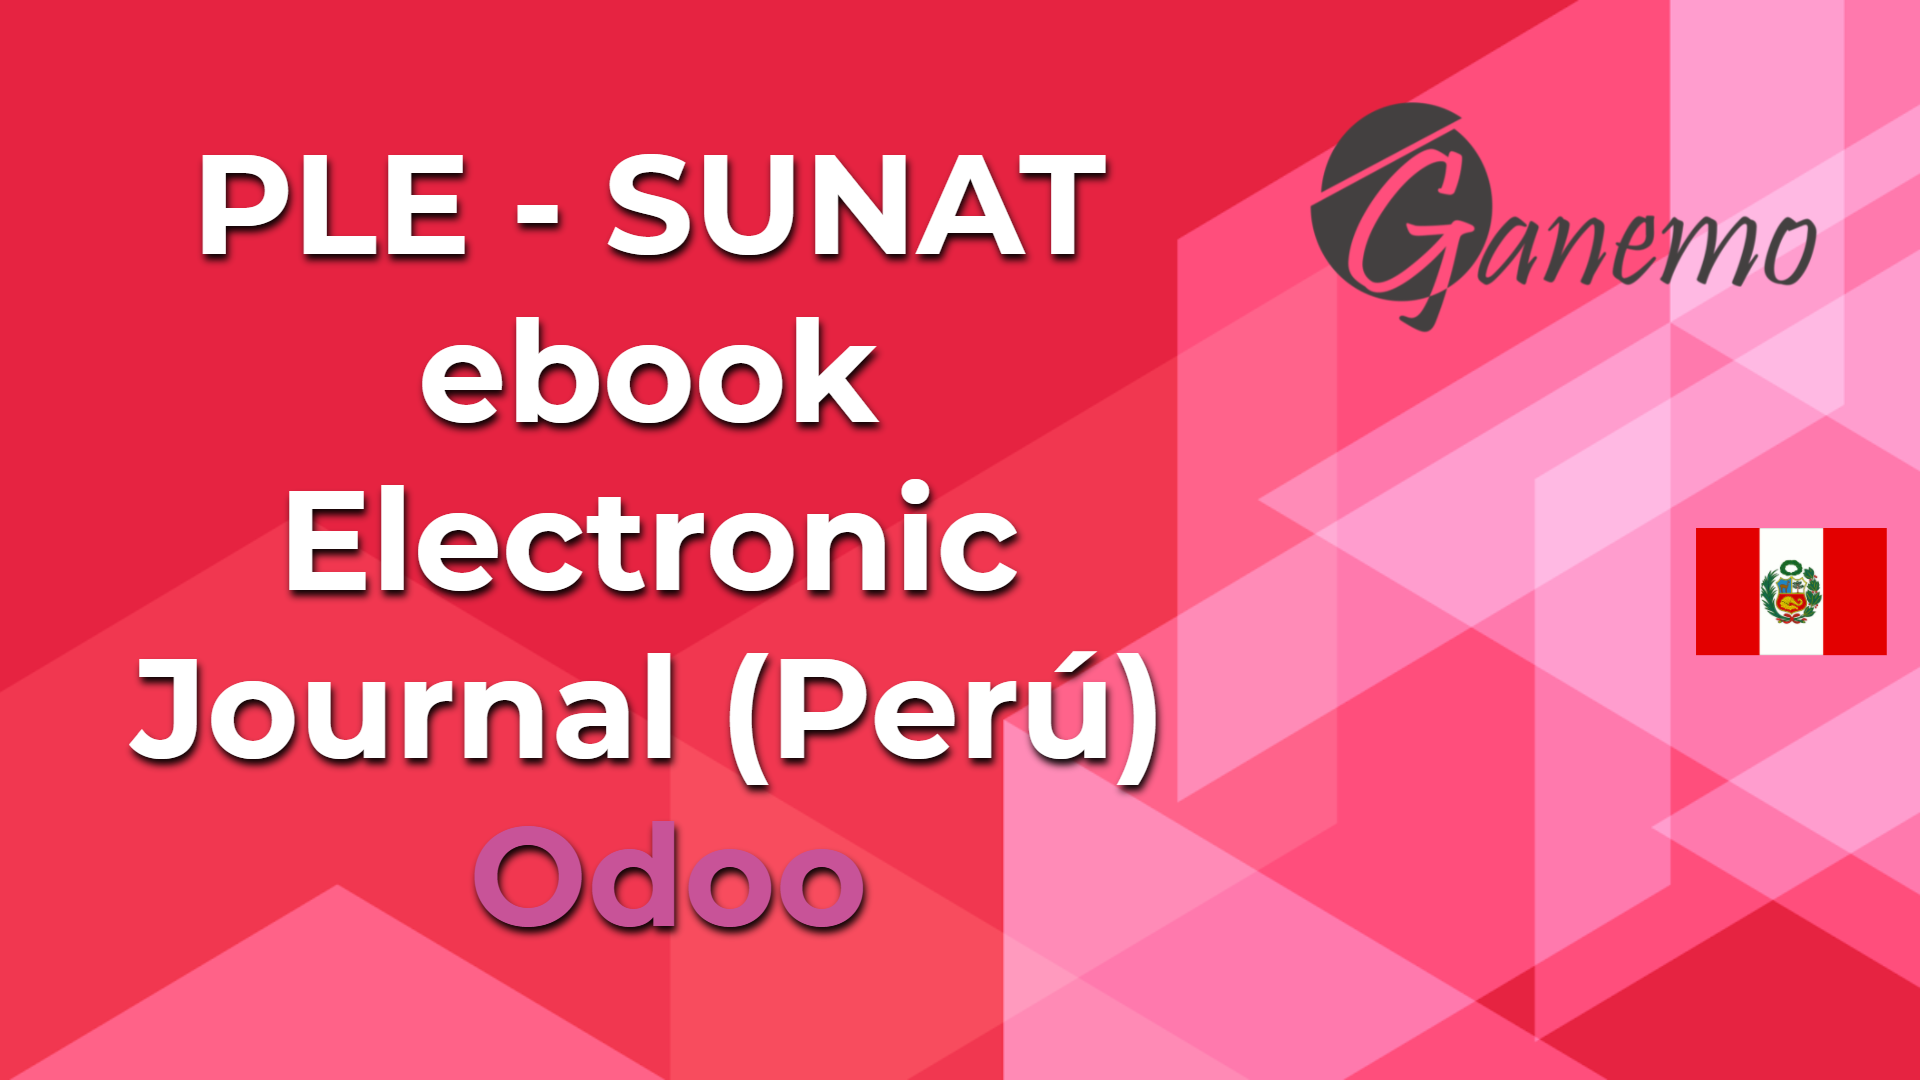 PLE - SUNAT
ebook
Electronic
Journal (Perú)
Odoo
Ganemo